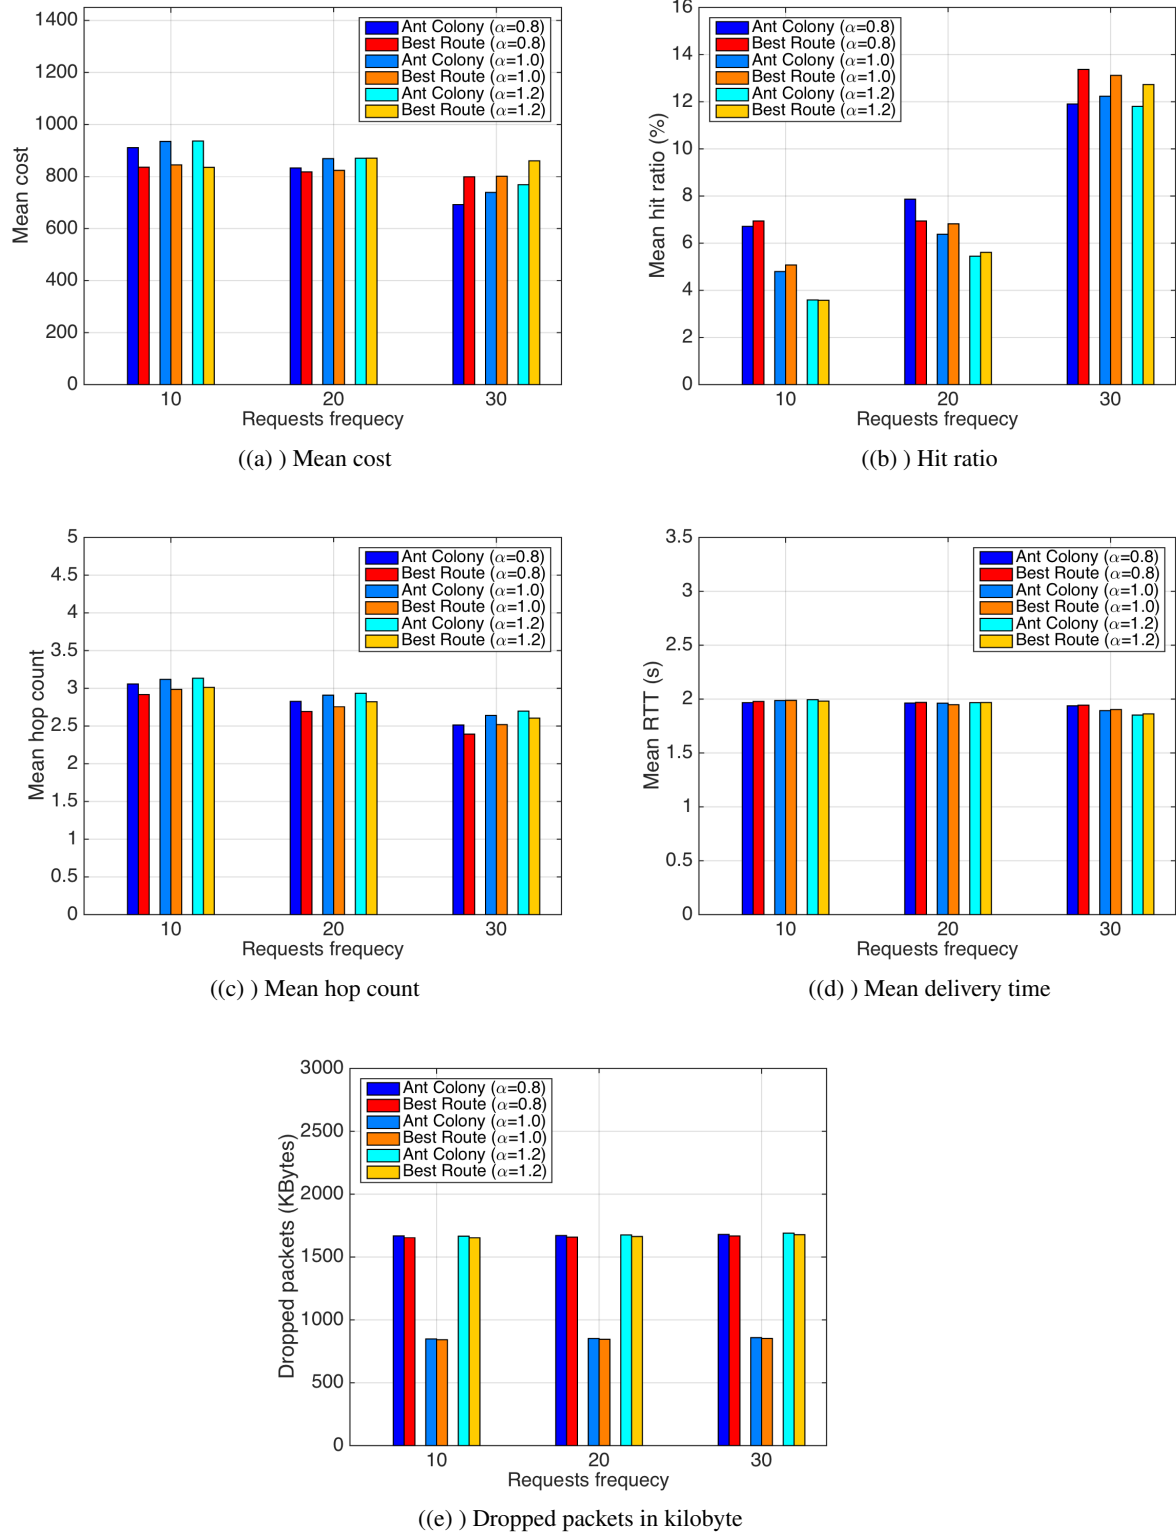 1400
1200
1000
800
600
400
200
0
Mean cost
Ant Colony (α=0.8)
Best Route (α=0.8)
Ant Colony (α=1.0)
Best Route (α=1.0)
Ant Colony (α=1.2)
Best Route (α=1.2)
10 20 30
Requests frequecy
((a) ) Mean cost
16
14
12
10
8
6
4
2
0
Mean hit ratio (%)
Ant Colony (α=0.8)
Best Route (α=0.8)
Ant Colony (α=1.0)
Best Route (α=1.0)
Ant Colony (α=1.2)
Best Route (α=1.2)
10 20 30
Requests frequecy
((b) ) Hit ratio
5
4.5
4
3.5
3
2.5
2
1.5
1
0.5
0
Mean hop count
Ant Colony (α=0.8)
Best Route (α=0.8)
Ant Colony (α=1.0)
Best Route (α=1.0)
Ant Colony (α=1.2)
Best Route (α=1.2)
10 20 30
Requests frequecy
((c) ) Mean hop count
3.5
3
2.5
2
1.5
1
0.5
0
Mean RTT (s)
Ant Colony (α=0.8)
Best Route (α=0.8)
Ant Colony (α=1.0)
Best Route (α=1.0)
Ant Colony (α=1.2)
Best Route (α=1.2)
10 20 30
Requests frequecy
((d) ) Mean delivery time
3000
2500
2000
1500
1000
500
0
Dropped packets (KBytes)
Ant Colony (α=0.8)
Best Route (α=0.8)
Ant Colony (α=1.0)
Best Route (α=1.0)
Ant Colony (α=1.2)
Best Route (α=1.2)
10 20 30
Requests frequecy
((e) ) Dropped packets in kilobyte